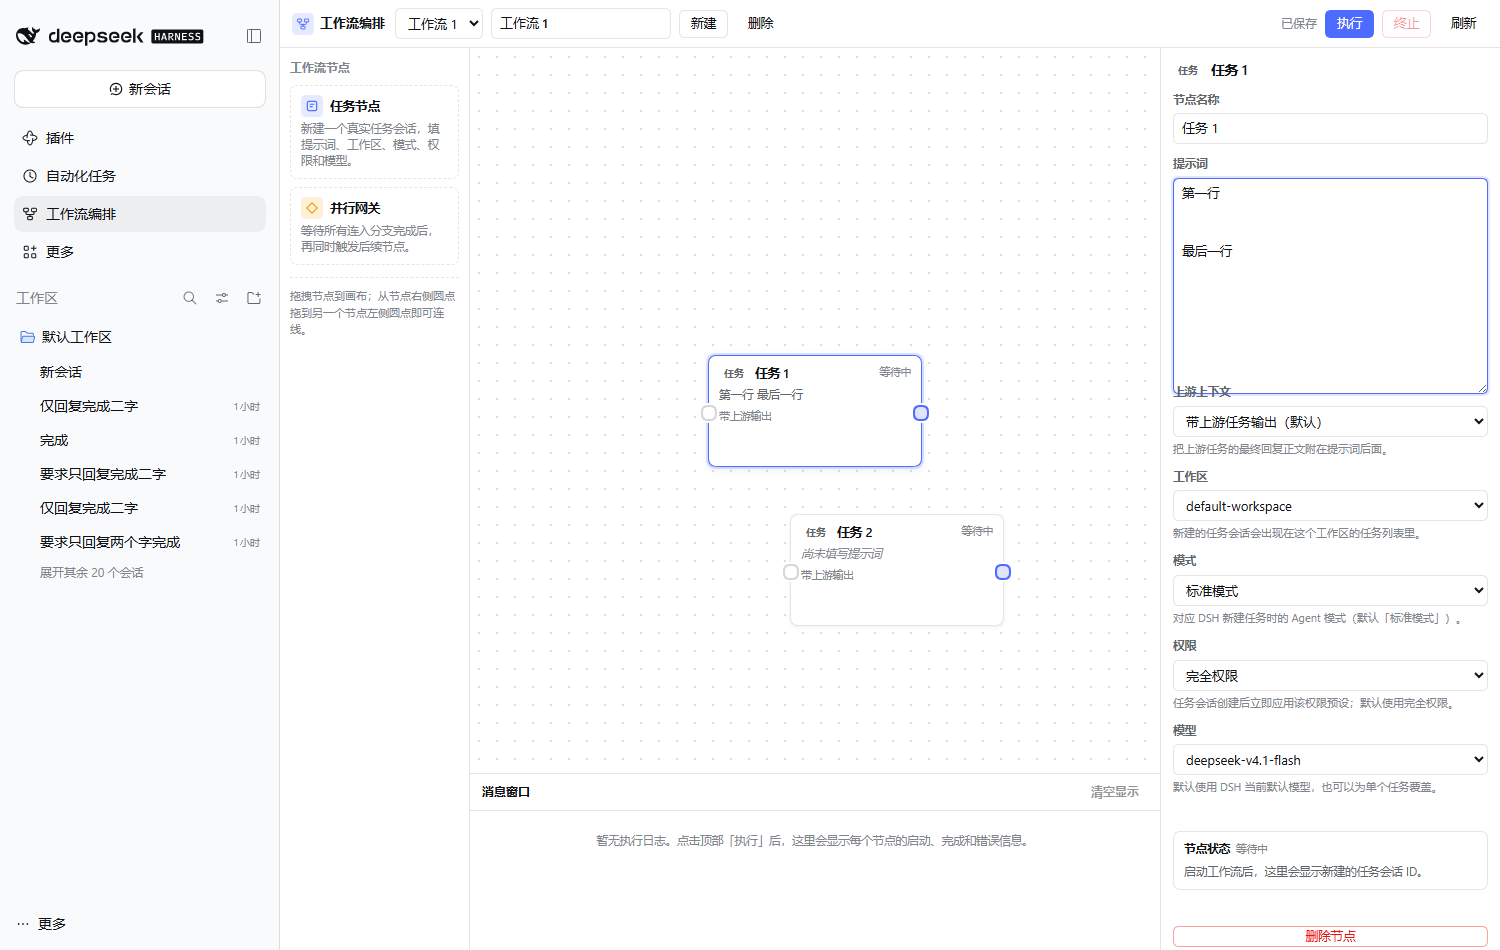 deepseek HARNESS
新会话
插件
自动化任务
工作流编排
更多
工作区
默认工作区
新会话
仅回复完成二字 1小时
完成 1小时
要求只回复完成二字 1小时
仅回复完成二字 1小时
要求只回复两个字完成 1小时
展开其余 20 个会话
更多
工作流编排 工作流 1 工作流 1 新建 删除 已保存 执行 终止 刷新
工作流节点
任务节点
新建一个真实任务会话，填
提示词、工作区、模式、权
限和模型。
并行网关
等待所有连入分支完成后，
再同时触发后续节点。
拖拽节点到画布；从节点右侧圆点
拖到另一个节点左侧圆点即可连
线。
任务 任务 1 等待中
第一行 最后一行
带上游输出
任务 任务 2 等待中
尚未填写提示词
带上游输出
消息窗口 清空显示
暂无执行日志。点击顶部「执行」后，这里会显示每个节点的启动、完成和错误信息。
任务 任务 1
节点名称
任务 1
提示词
第一行
最后一行
上游上下文
带上游任务输出（默认）
把上游任务的最终回复正文附在提示词后面。
工作区
default-workspace
新建的任务会话会出现在这个工作区的任务列表里。
模式
标准模式
对应 DSH 新建任务时的 Agent 模式（默认「标准模式」）。
权限
完全权限
任务会话创建后立即应用该权限预设；默认使用完全权限。
模型
deepseek-v4.1-flash
默认使用 DSH 当前默认模型，也可以为单个任务覆盖。
节点状态 等待中
启动工作流后，这里会显示新建的任务会话 ID。
删除节点